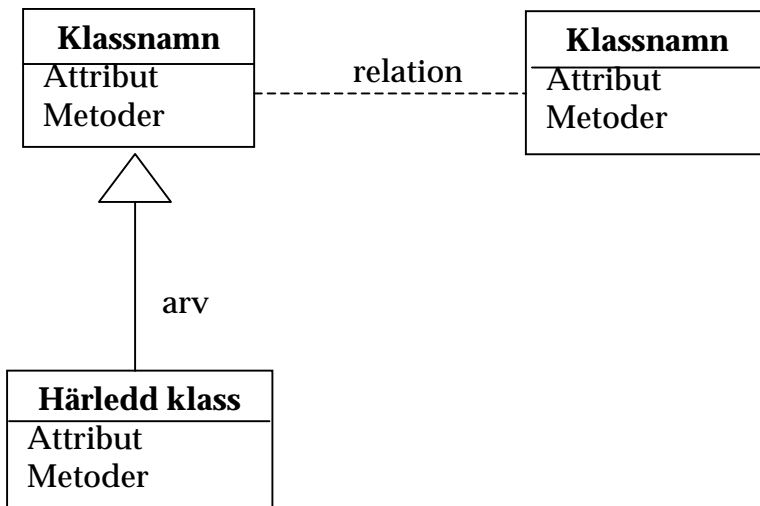 Klassnamn
Attribut
Metoder
relation
Klassnamn
Attribut
Metoder
arv
Härledd klass
Attribut
Metoder